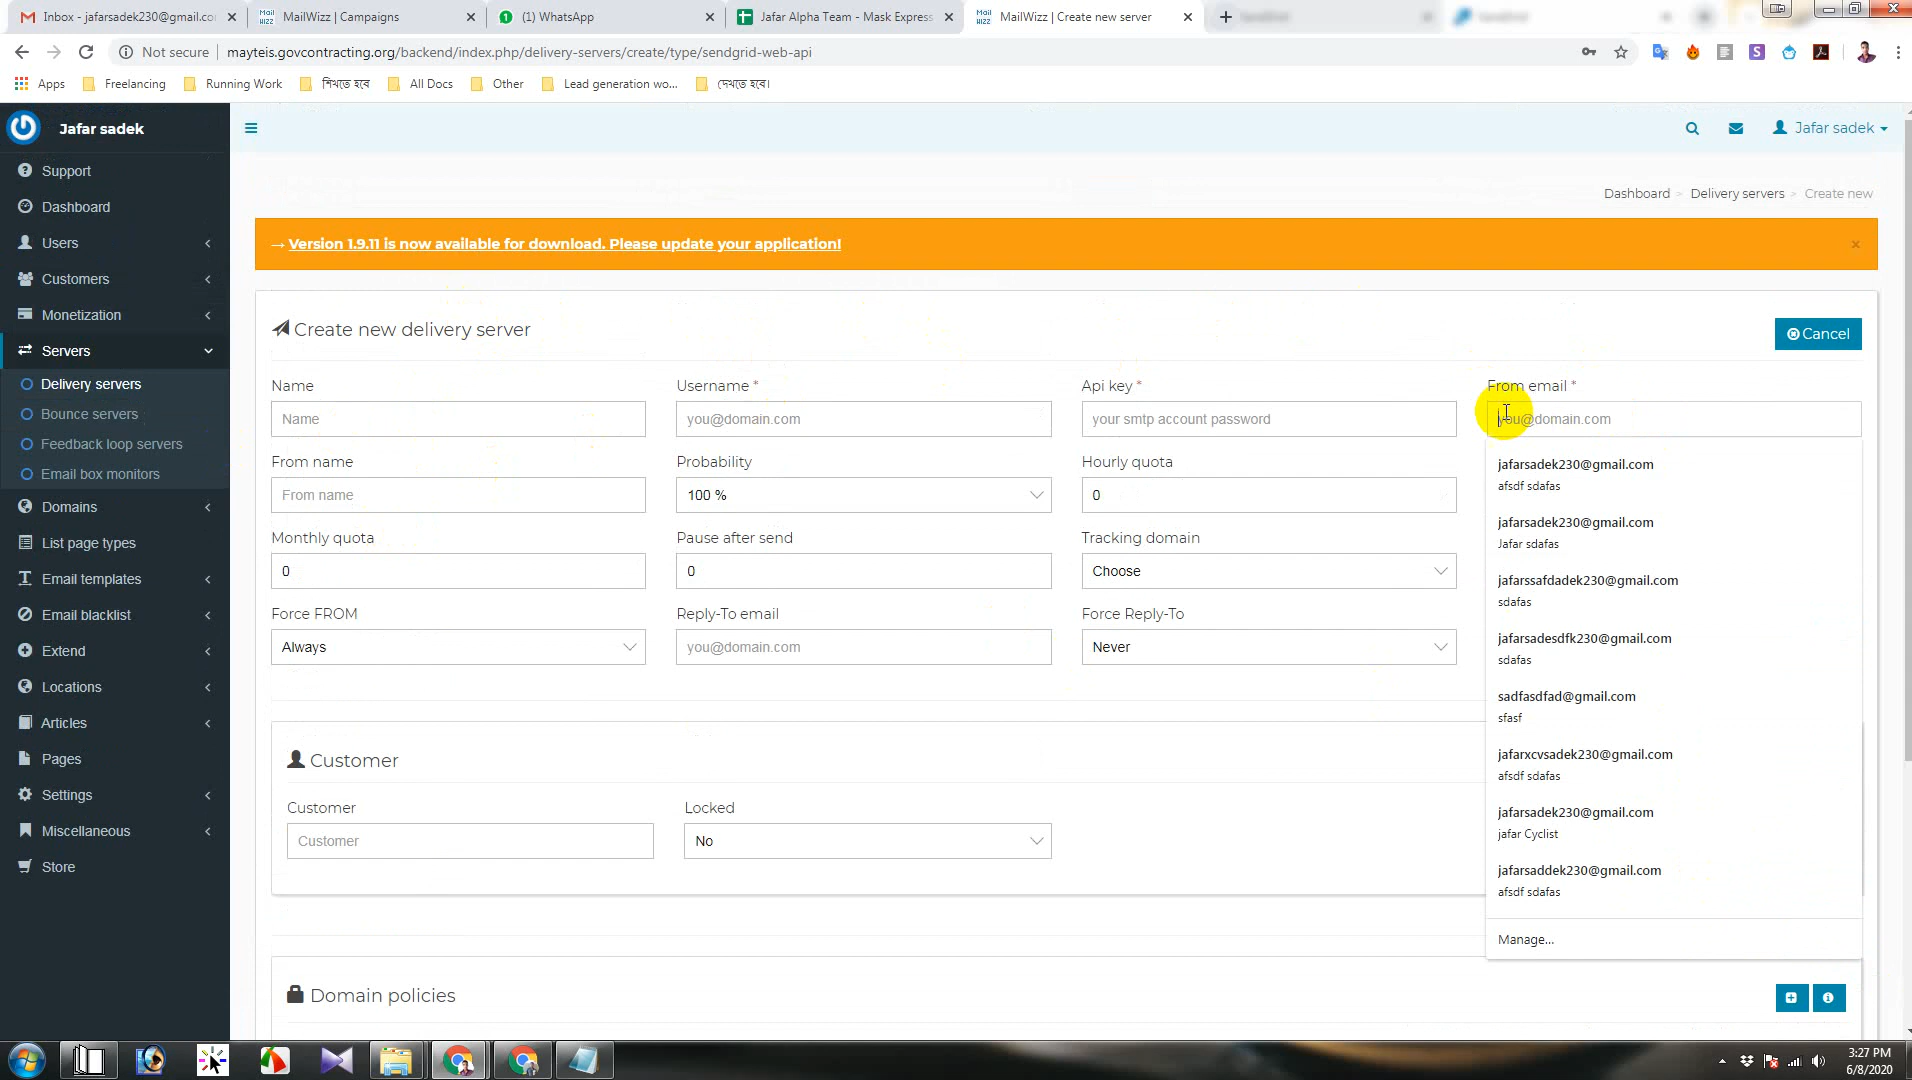 Inbox - jafarsadek230@gmail.co
MailWizz | Campaigns
(1) WhatsApp
Jafar Alpha Team - Mask Express
MailWizz | Create new server
Not secure | mayteis.govcontracting.org/backend/index.php/delivery-servers/create/type/sendgrid-web-api
Apps
Freelancing
Running Work
শিখতে হবে
All Docs
Other
Lead generation wo...
দেখতে হবে।
Jafar sadek
Jafar sadek
Support
Dashboard
Users
Customers
Monetization
Servers
Delivery servers
Bounce servers
Feedback loop servers
Email box monitors
Domains
List page types
Email templates
Email blacklist
Extend
Locations
Articles
Pages
Settings
Miscellaneous
Store
Dashboard > Delivery servers > Create new
→ Version 1.9.11 is now available for download. Please update your application!
×
Create new delivery server
Cancel
Name
Username *
Api key *
From email *
Name
you@domain.com
your smtp account password
you@domain.com
From name
Probability
Hourly quota
From name
100 %
0
Monthly quota
Pause after send
Tracking domain
0
0
Choose
Force FROM
Reply-To email
Force Reply-To
Always
you@domain.com
Never
jafarsadek230@gmail.com
afsdf sdafas
jafarsadek230@gmail.com
Jafar sdafas
jafarssafdadek230@gmail.com
sdafas
jafarsadesdfk230@gmail.com
sdafas
sadfasdfad@gmail.com
sfasf
jafarxcvsadek230@gmail.com
afsdf sdafas
jafarsadek230@gmail.com
jafar Cyclist
jafarsaddek230@gmail.com
afsdf sdafas
Manage...
Customer
Customer
Locked
Customer
No
Domain policies
3:27 PM
6/8/2020